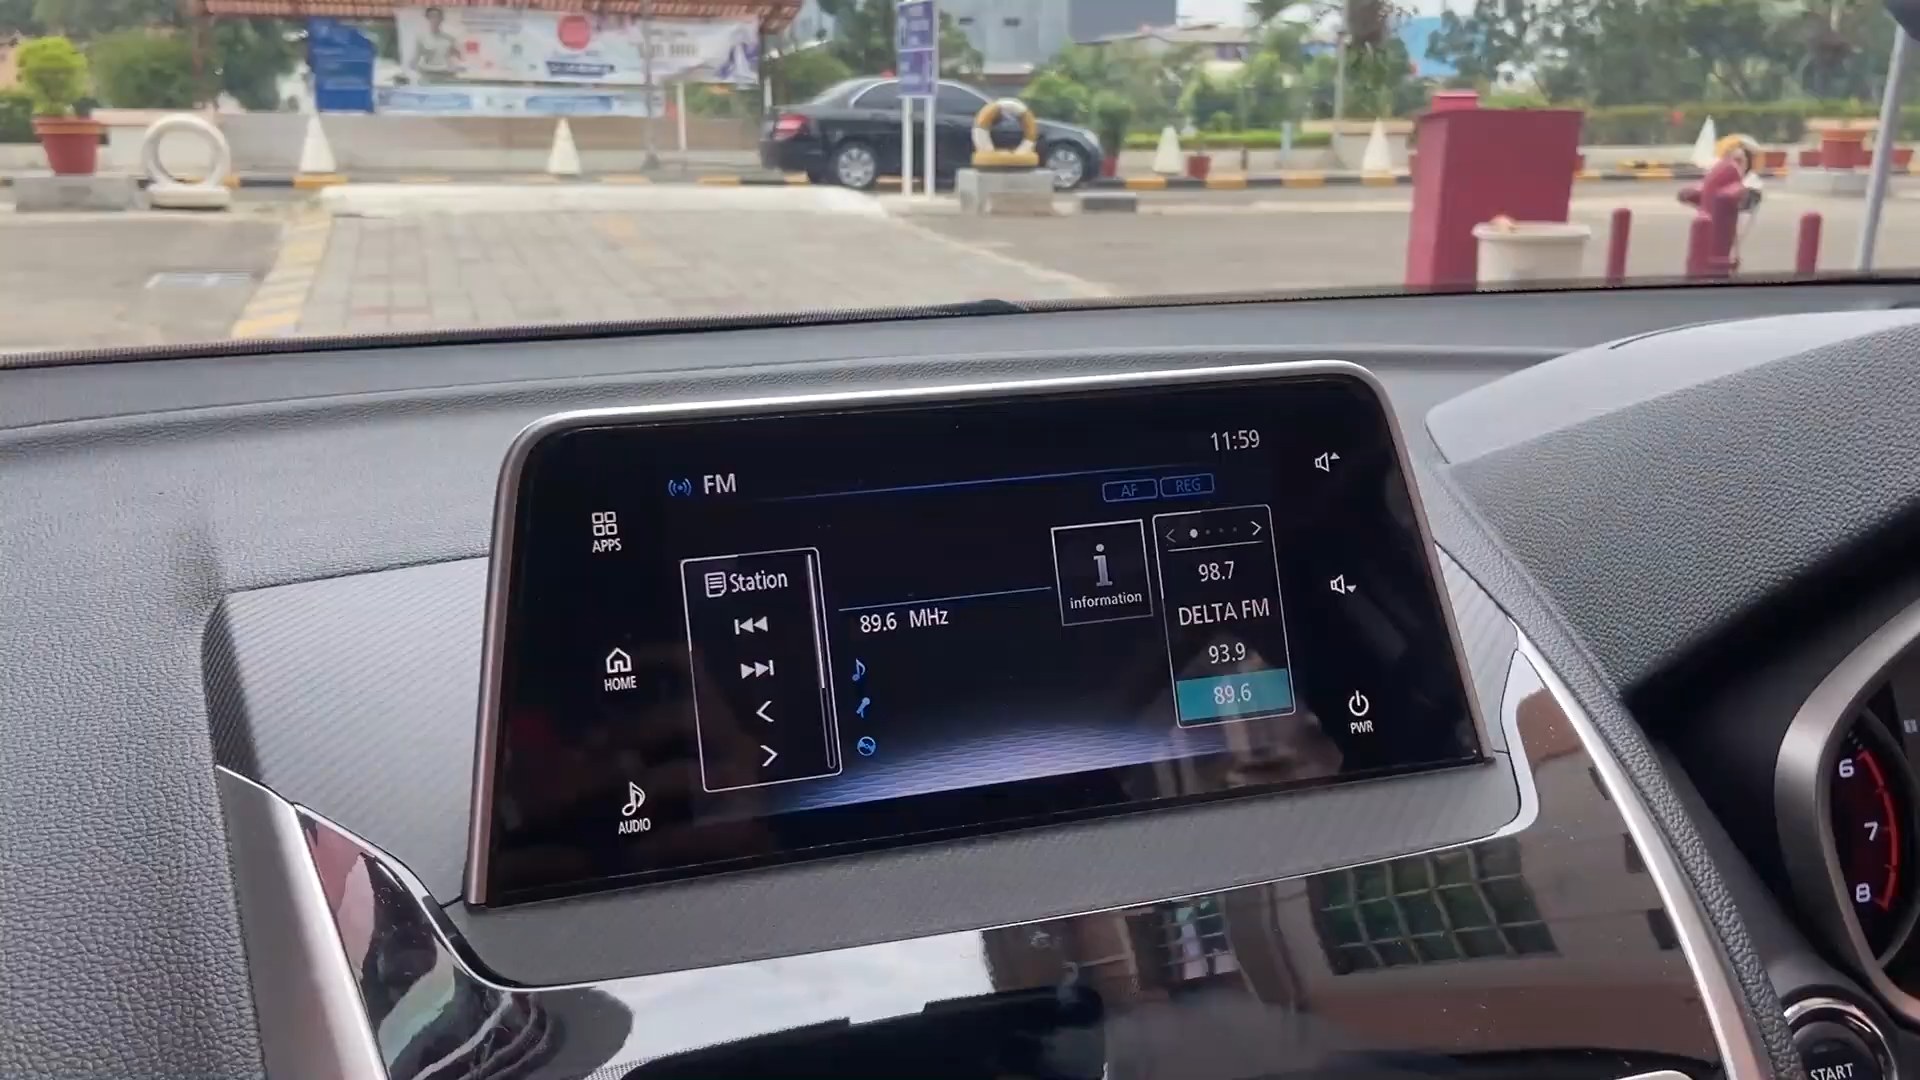 11:59
FM
AF REG
APPS
Station
information
98.7
89.6 MHz
DELTA FM
93.9
89.6
HOME
PWR
AUDIO
6
7
8
START